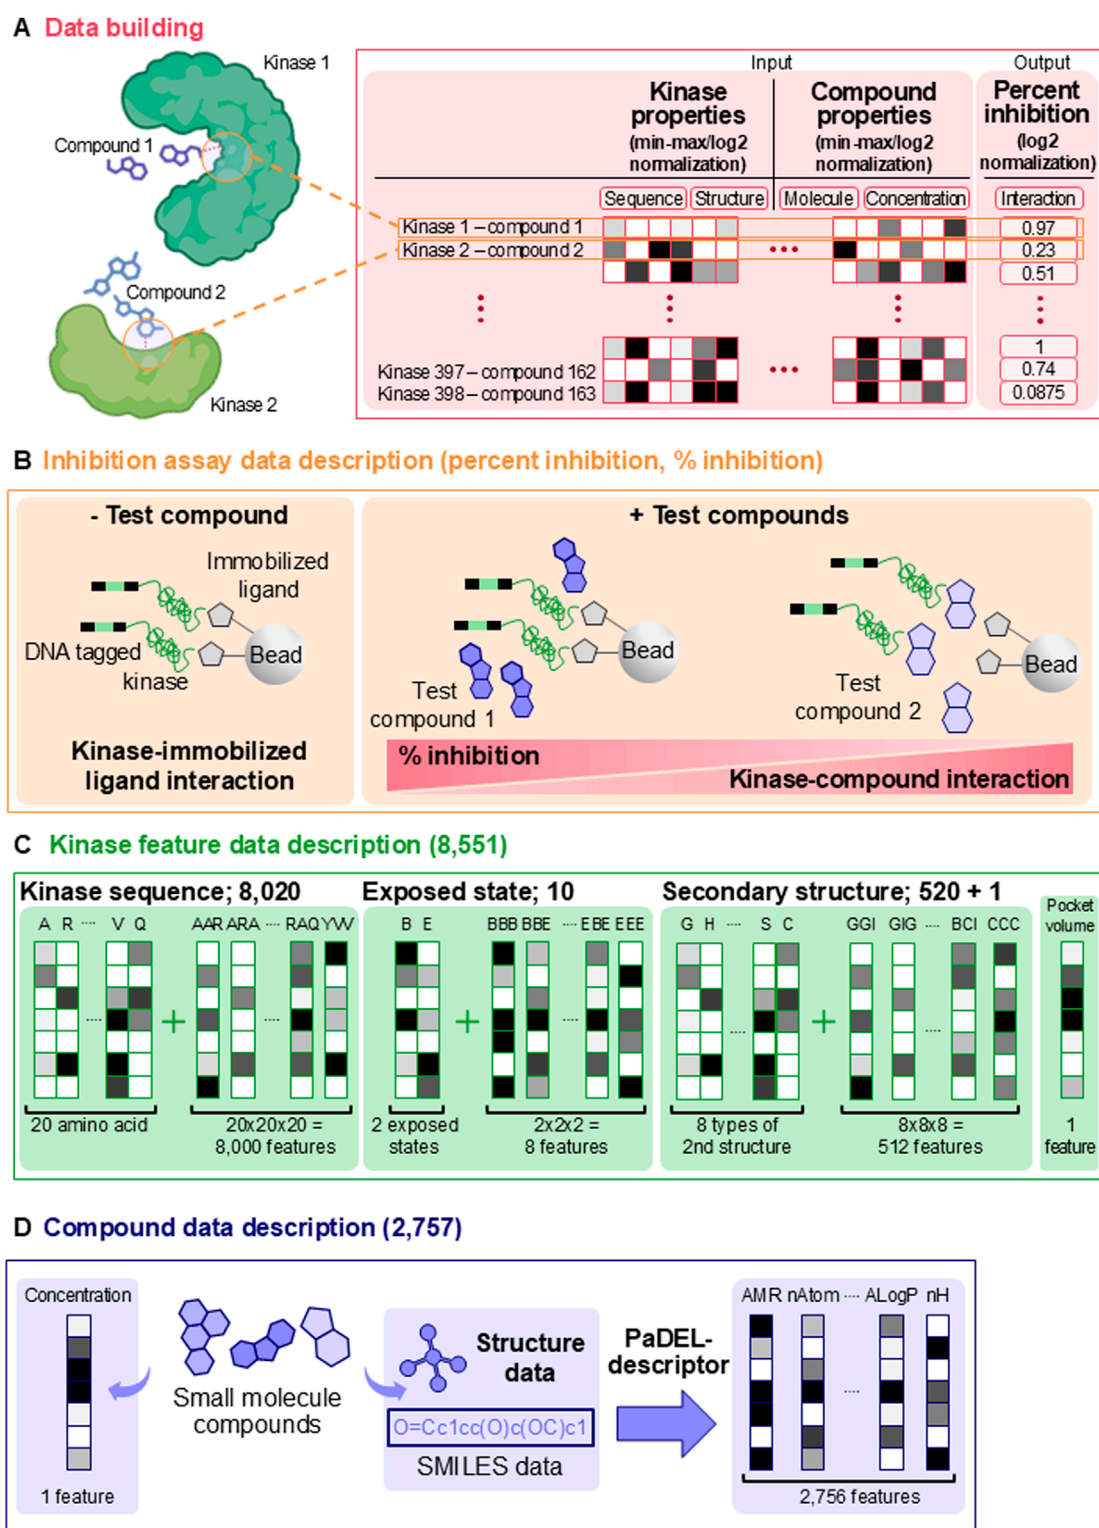 A Data building
Kinase 1
Compound 1
Compound 2
Kinase 2
Input
Output
Kinase
properties
(min-max/log2
normalization)
Compound
properties
(min-max/log2
normalization)
Percent
inhibition
(log2
normalization)
Sequence
Structure
Molecule
Concentration
Interaction
Kinase 1 – compound 1
0.97
Kinase 2 – compound 2
0.23
0.51
1
Kinase 397 – compound 162
0.74
Kinase 398 – compound 163
0.0875
B Inhibition assay data description (percent inhibition, % inhibition)
- Test compound
Immobilized
ligand
DNA tagged
kinase
Bead
Kinase-immobilized
ligand interaction
+ Test compounds
Bead
Test
compound 1
Bead
Test
compound 2
% inhibition
Kinase-compound interaction
C Kinase feature data description (8,551)
Kinase sequence; 8,020
A R ···· V Q
AAR ARA ···· RAQ YVV
20 amino acid
20x20x20 =
8,000 features
Exposed state; 10
B E
BBB BBE ···· EBE EEE
2 exposed
states
2x2x2 =
8 features
Secondary structure; 520 + 1
G H ···· S C
GGI GIG ···· BCI CCC
8 types of
2nd structure
8x8x8 =
512 features
Pocket
volume
1
feature
D Compound data description (2,757)
Concentration
1 feature
Small molecule
compounds
Structure
data
O=Cc1cc(O)c(OC)c1
SMILES data
PaDEL-
descriptor
AMR nAtom ···· ALogP nH
2,756 features